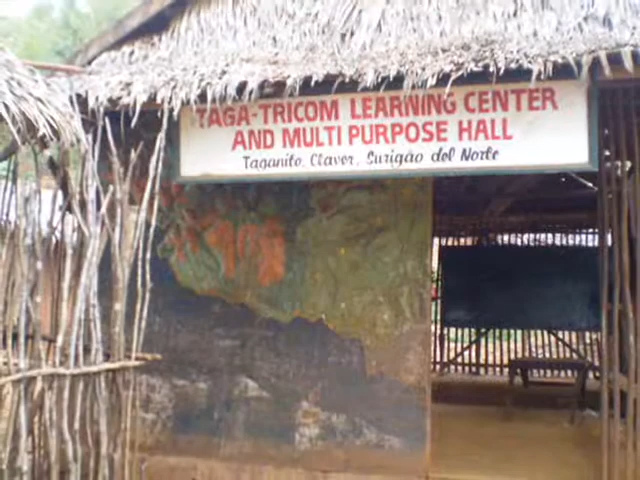 TAGA-TRICOM LEARNING CENTER
AND MULTI PURPOSE HALL
Taganito, Claver, Surigao del Norte